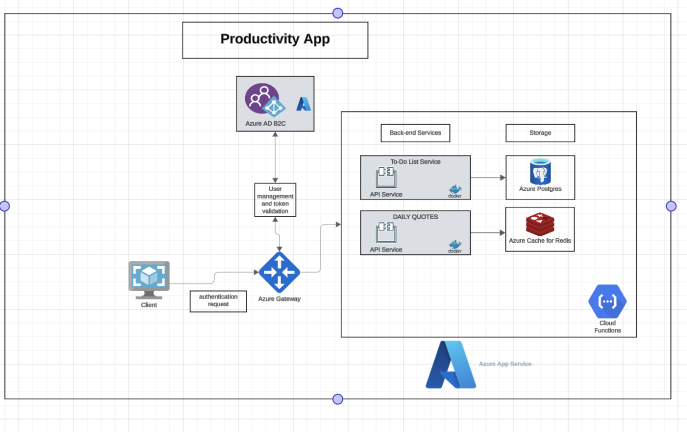 Productivity App
Azure AD B2C
Back-end Services
Storage
To-Do List Service
API Service
docker
Azure Postgres
User
management
and token
validation
DAILY QUOTES
API Service
docker
Azure Cache for Redis
Client
authentication
request
Azure Gateway
Cloud
Functions
Azure App Service